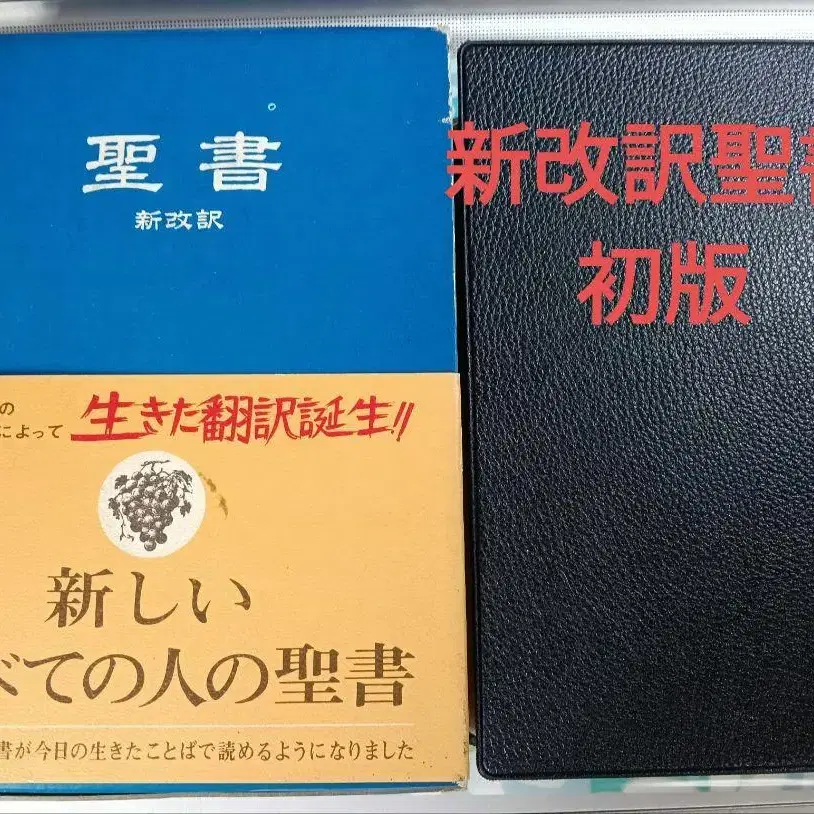 聖書
新改訳
の
によって
生きた翻訳誕生!!
新しい
べての人の聖書
書が今日の生きたことばで読めるようになりました
新改訳聖書
初版